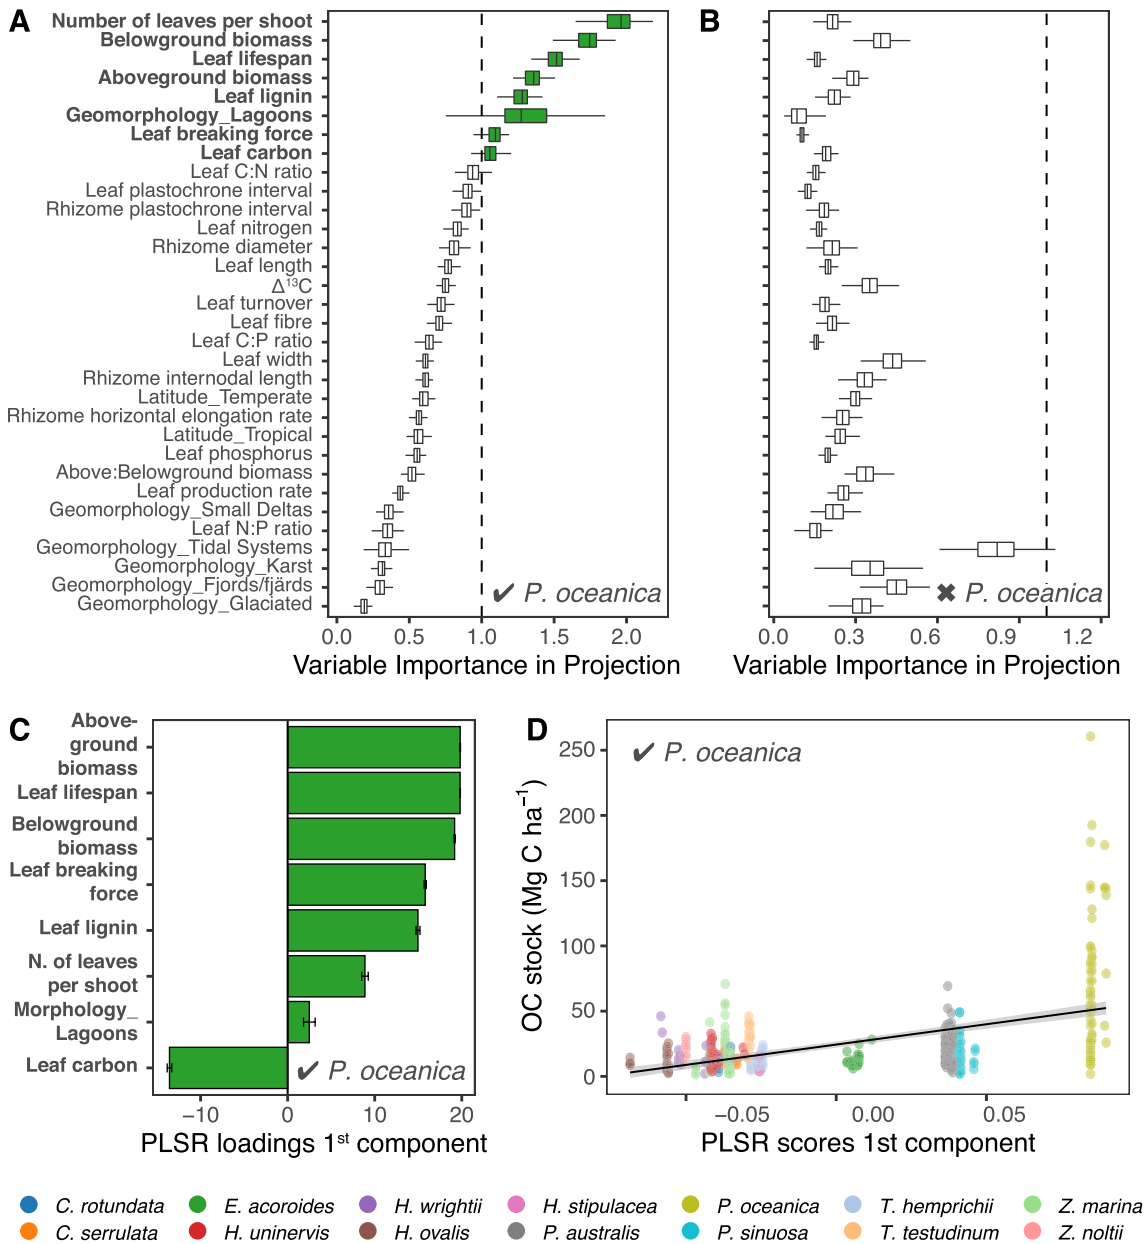 A
B
Number of leaves per shoot
Belowground biomass
Leaf lifespan
Aboveground biomass
Leaf lignin
Geomorphology_Lagoons
Leaf breaking force
Leaf carbon
Leaf C:N ratio
Leaf plastochrone interval
Rhizome plastochrone interval
Leaf nitrogen
Rhizome diameter
Leaf length
Δ¹³C
Leaf turnover
Leaf fibre
Leaf C:P ratio
Leaf width
Rhizome internodal length
Latitude_Temperate
Rhizome horizontal elongation rate
Latitude_Tropical
Leaf phosphorus
Above:Belowground biomass
Leaf production rate
Geomorphology_Small Deltas
Leaf N:P ratio
Geomorphology_Tidal Systems
Geomorphology_Karst
Geomorphology_Fjords/fjärds
Geomorphology_Glaciated
✔ P. oceanica
✖ P. oceanica
0.0 0.5 1.0 1.5 2.0
0.0 0.3 0.6 0.9 1.2
Variable Importance in Projection
Variable Importance in Projection
C
Above-
ground
biomass
Leaf lifespan
Belowground
biomass
Leaf breaking
force
Leaf lignin
N. of leaves
per shoot
Morphology_
Lagoons
Leaf carbon
✔ P. oceanica
−10 0 10 20
PLSR loadings 1st component
D
✔ P. oceanica
OC stock (Mg C ha⁻¹)
250
200
150
100
50
0
−0.05 0.00 0.05
PLSR scores 1st component
C. rotundata E. acoroides H. wrightii H. stipulacea P. oceanica T. hemprichii Z. marina
C. serrulata H. uninervis H. ovalis P. australis P. sinuosa T. testudinum Z. noltii